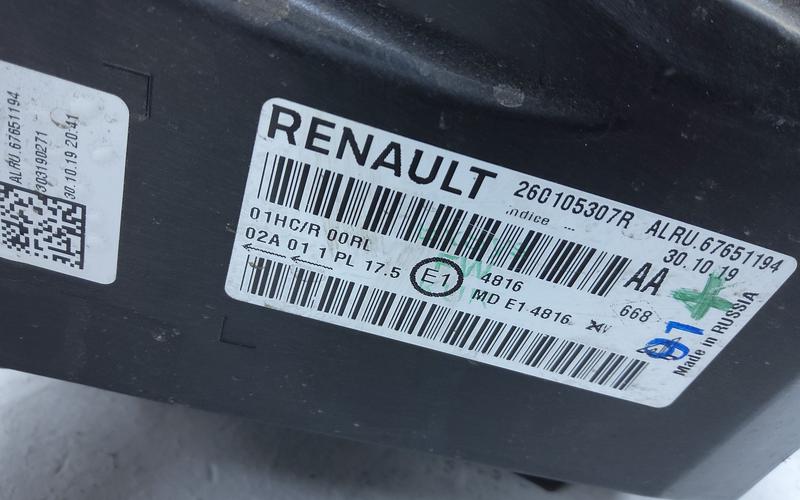 ALRU.67651194
303190271
30.10.19 20:41
RENAULT 260105307R ALRU.67651194
indice ... 30.10.19
AA
01HC/R 00RL 4816 668
02A 01 1 PL 17.5 E1 MD E1 4816
91
Made in RUSSIA